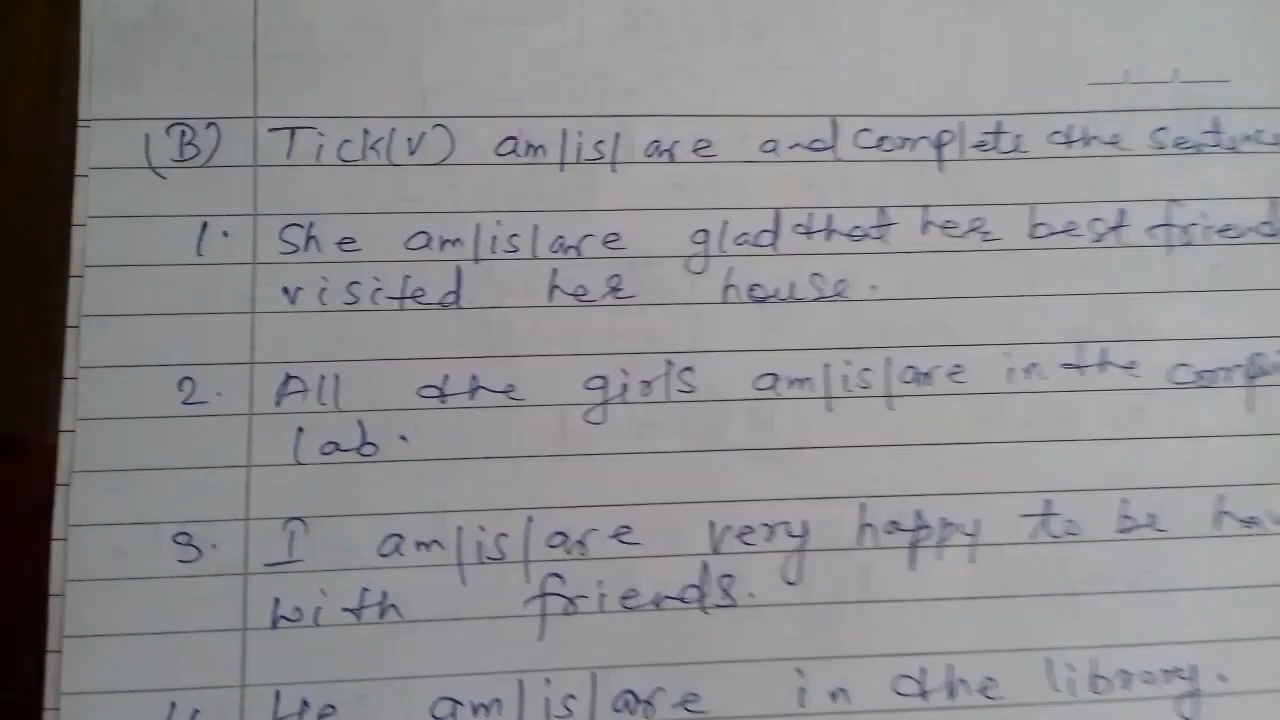 (B) Tick(✓) am/is/are and complete the
1. She am/is/are glad that her best friend
visited her house.
2. All the girls am/is/are in the
lab.
3. I am/is/are very happy to be
with friends.
He am/is/are in the library.